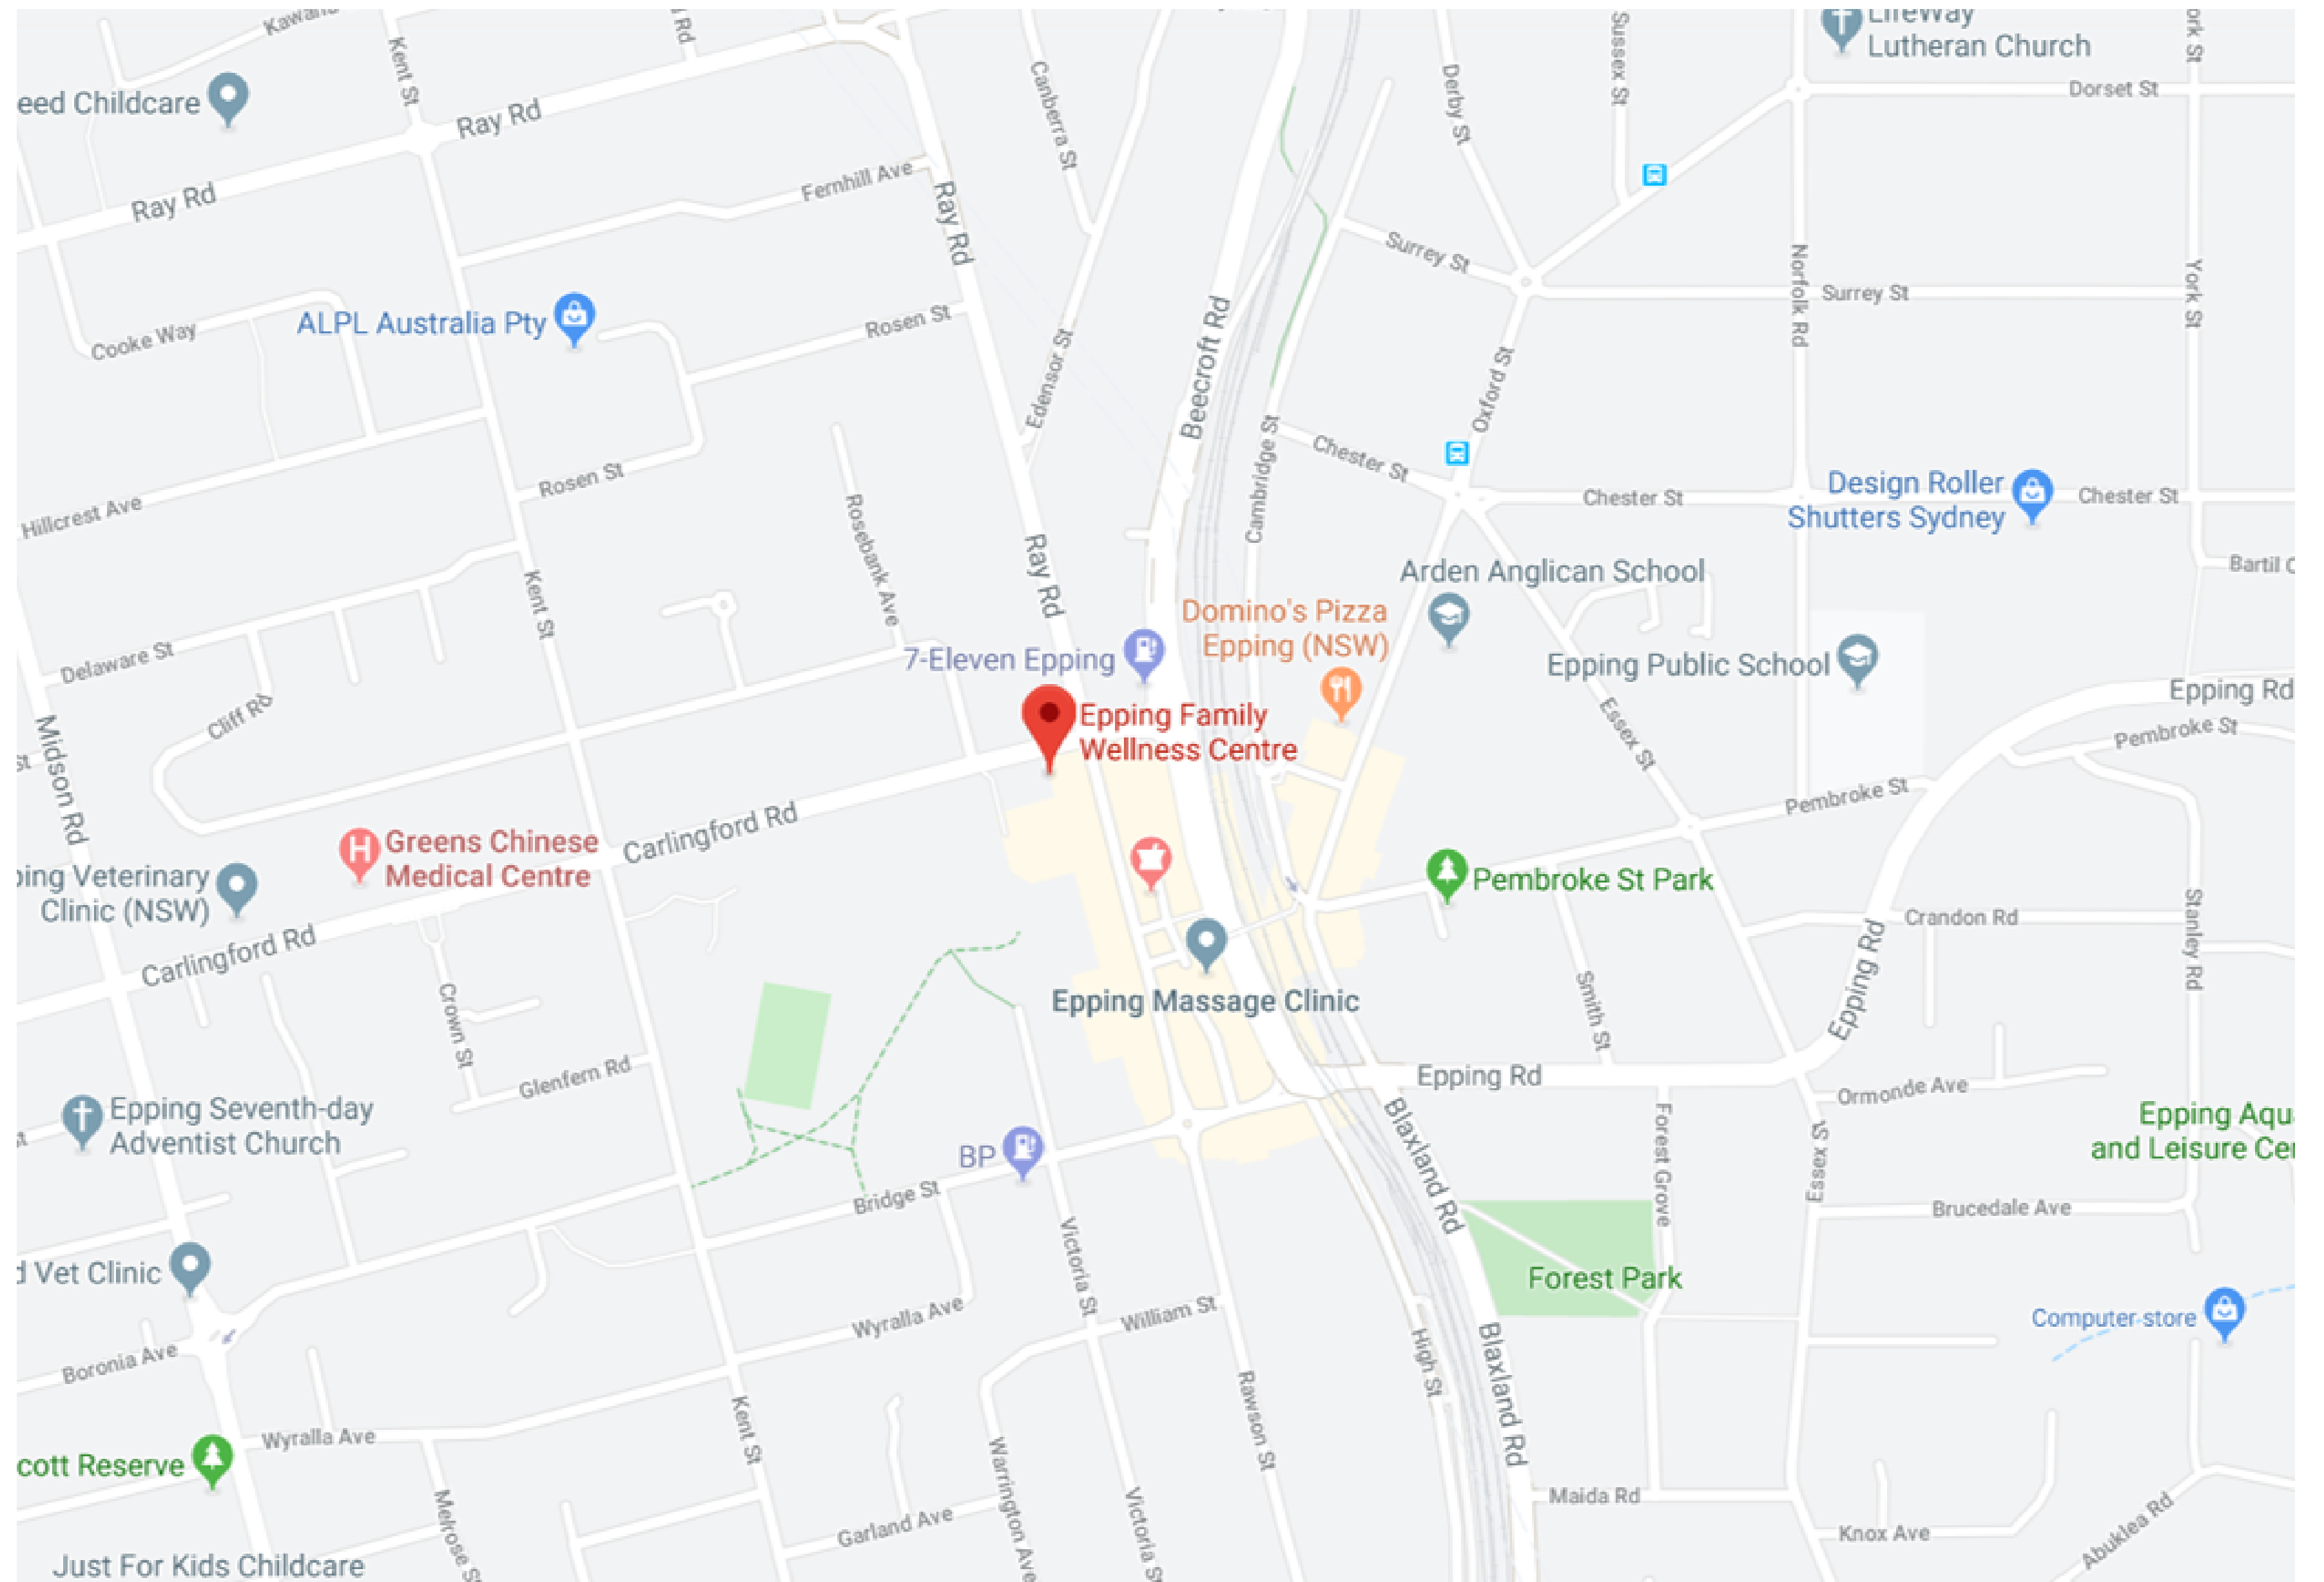 Kent St
Rd
Canberra St
Derby St
Sussex St
LifeWay
Lutheran Church
York St
Dorset St
eed Childcare
Ray Rd
Ray Rd
Fernhill Ave
Ray Rd
Surrey St
Norfolk Rd
Surrey St
York St
Cooke Way
ALPL Australia Pty
Rosen St
Edensor St
Beecroft Rd
Oxford St
Hillcrest Ave
Rosen St
Rosebank Ave
Cambridge St
Chester St
Chester St
Design Roller
Shutters Sydney
Chester St
Bartil
Kent St
Ray Rd
Arden Anglican School
Domino's Pizza
Epping (NSW)
7-Eleven Epping
Epping Public School
Delaware St
Cliff Rd
Midson Rd
St
Epping Family
Wellness Centre
Essex St
Epping Rd
Pembroke St
Pembroke St
Greens Chinese
Medical Centre
Carlingford Rd
ping Veterinary
Clinic (NSW)
Pembroke St Park
Carlingford Rd
Crown St
Epping Massage Clinic
Smith St
Crandon Rd
Stanley Rd
Epping Rd
Glenfern Rd
Epping Rd
Ormonde Ave
Epping Seventh-day
Adventist Church
BP
Bridge St
Blaxland Rd
Forest Grove
Essex St
Epping Aqu
and Leisure Ce
Brucedale Ave
d Vet Clinic
Victoria St
Forest Park
Boronia Ave
Wyralla Ave
William St
High St
Blaxland Rd
Computer store
Wyralla Ave
Kent St
Rawson St
cott Reserve
Melrose S
Warrington Ave
Victoria S
Garland Ave
Maida Rd
Knox Ave
Abuklea Rd
Just For Kids Childcare